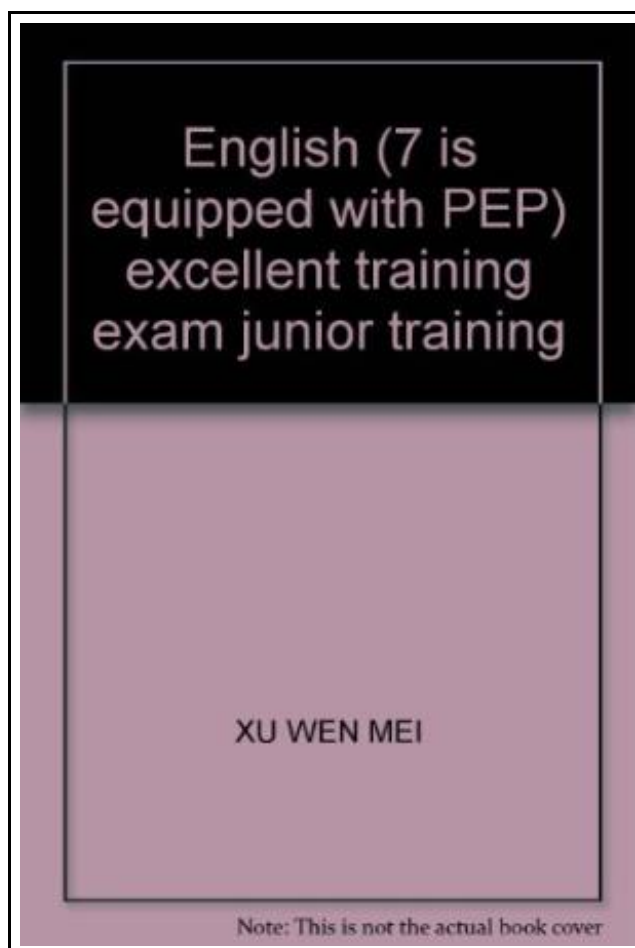 English (7 is
equipped with PEP)
excellent training
exam junior training
XU WEN MEI
Note: This is not the actual book cover